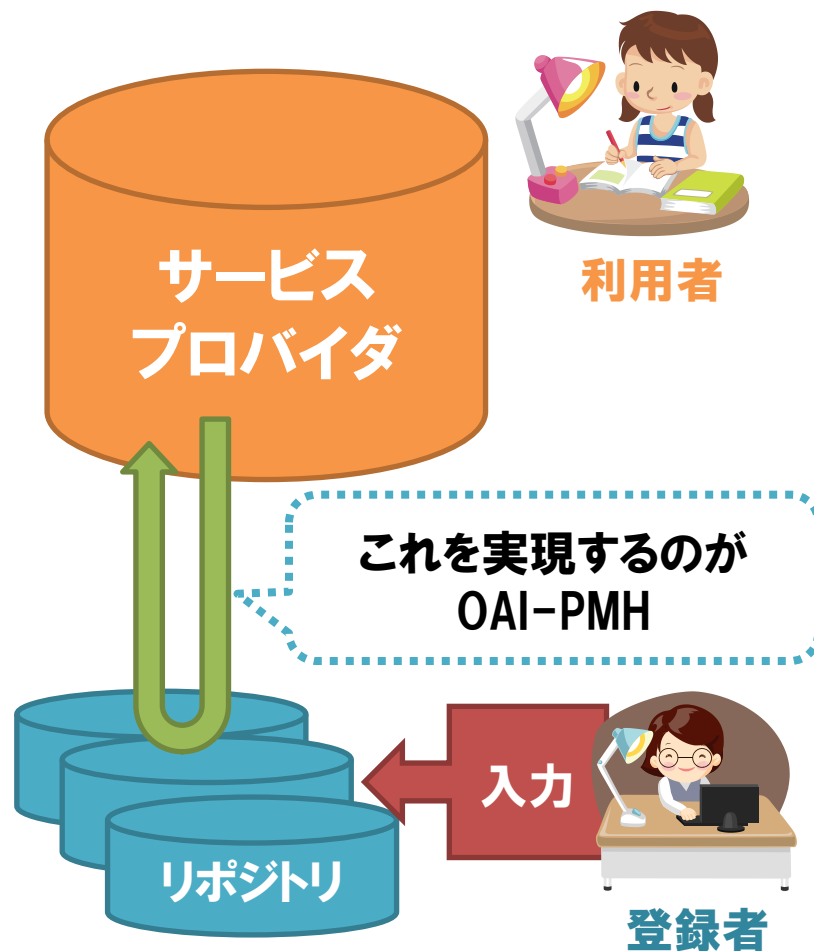 サービス
プロバイダ
利用者
これを実現するのが
OAI-PMH
入力
リポジトリ
登録者